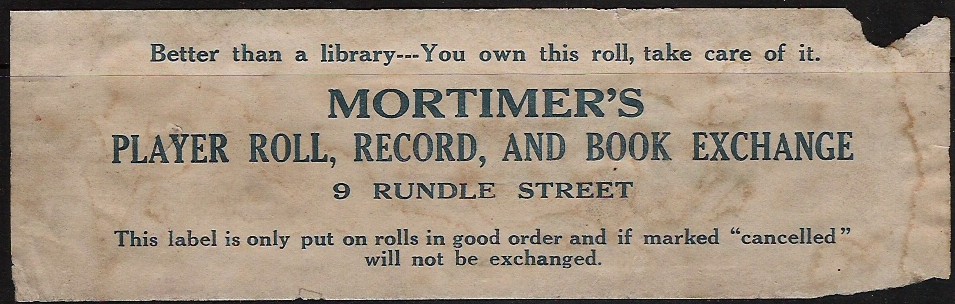 Better than a library---You own this roll, take care of it.
MORTIMER'S
PLAYER ROLL, RECORD, AND BOOK EXCHANGE
9 RUNDLE STREET
This label is only put on rolls in good order and if marked "cancelled"
will not be exchanged.